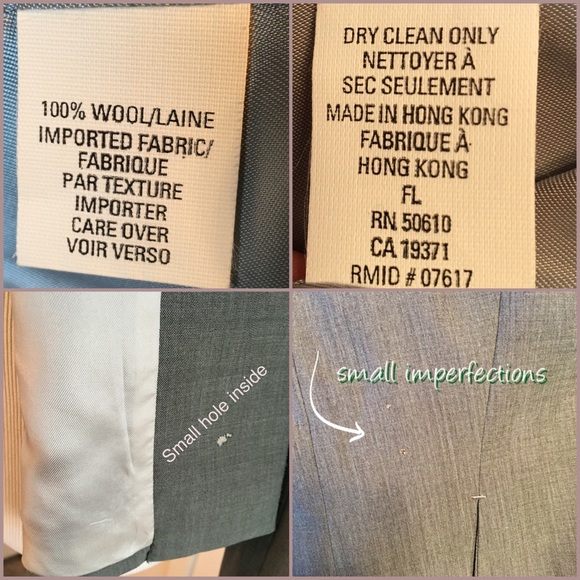 100% WOOL/LAINE
IMPORTED FABRIC/
FABRIQUE
PAR TEXTURE
IMPORTER
CARE OVER
VOIR VERSO
DRY CLEAN ONLY
NETTOYER À
SEC SEULEMENT
MADE IN HONG KONG
FABRIQUE À
HONG KONG
FL
RN 50610
CA 19371
RMID # 07617
Small hole inside
small imperfections